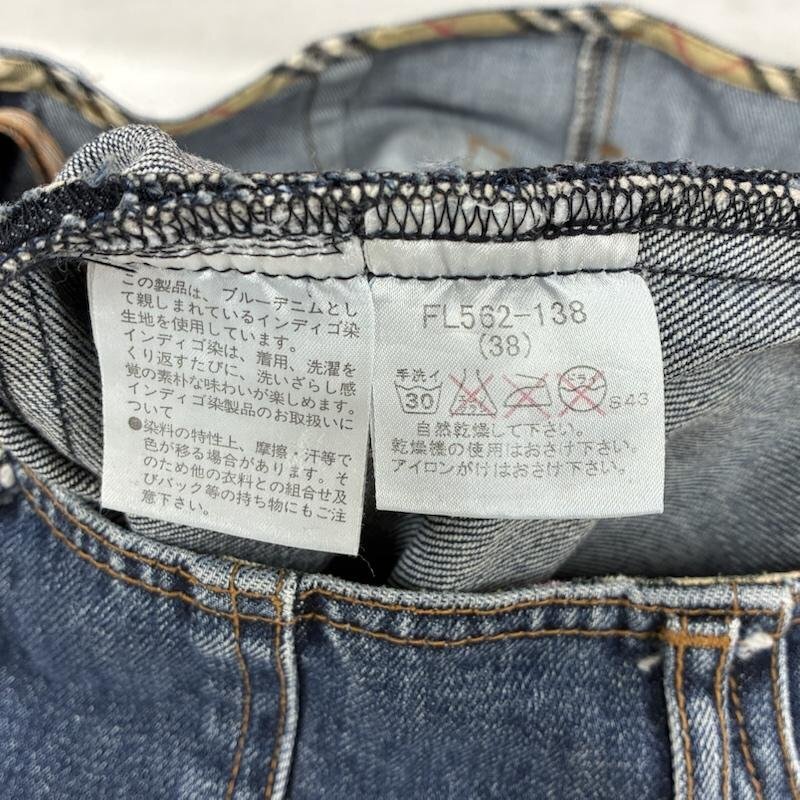 この製品は、ブルーデニムとし
て親しまれているインディゴ染
生地を使用しています。
インディゴ染は、着用、洗濯を
くり返すたびに、洗いざらし感
覚の素朴な味わいが楽しめます。
インディゴ染製品のお取扱いに
ついて
●染料の特性上、摩擦・汗等で
色が移る場合があります。そ
のため他の衣料との組合せ及
びバック等の持ち物にもご注
意下さい。
FL562-138
(38)
手洗イ
30
エンソ
ドライ
S43
自然乾燥して下さい。
乾燥機の使用はおさけ下さい。
アイロンがけはおさけ下さい。